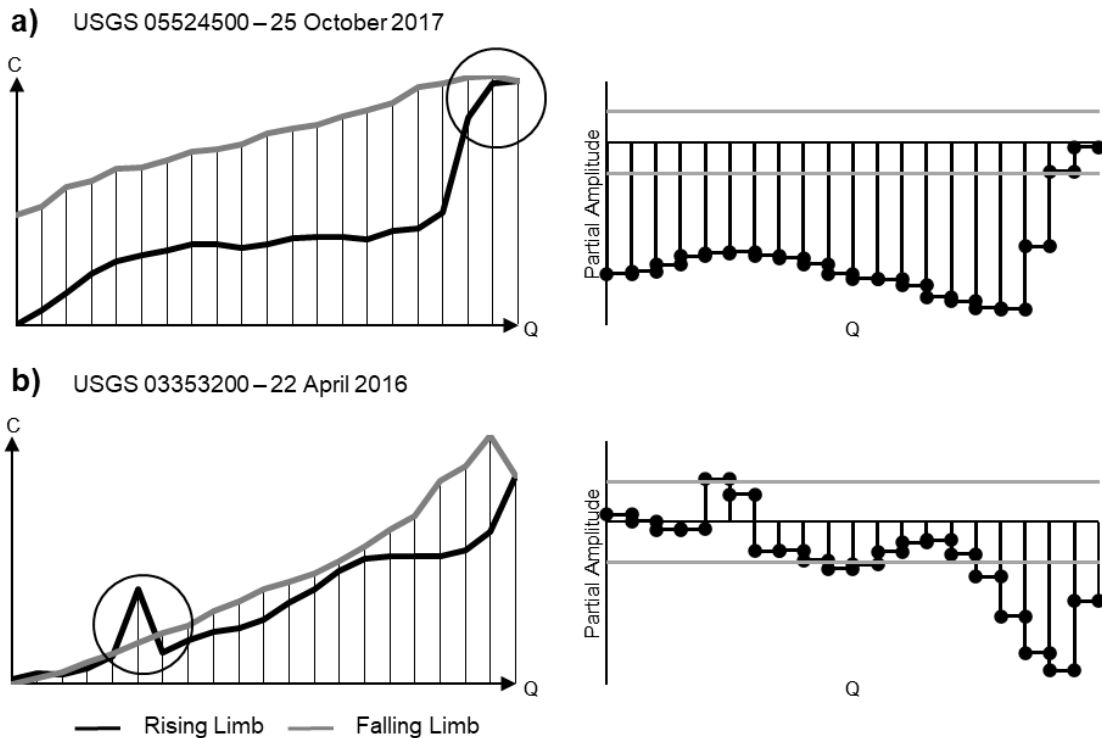 a) USGS 05524500 – 25 October 2017
C
Q
Partial Amplitude
Q
b) USGS 03353200 – 22 April 2016
C
Q
Partial Amplitude
Q
Rising Limb Falling Limb